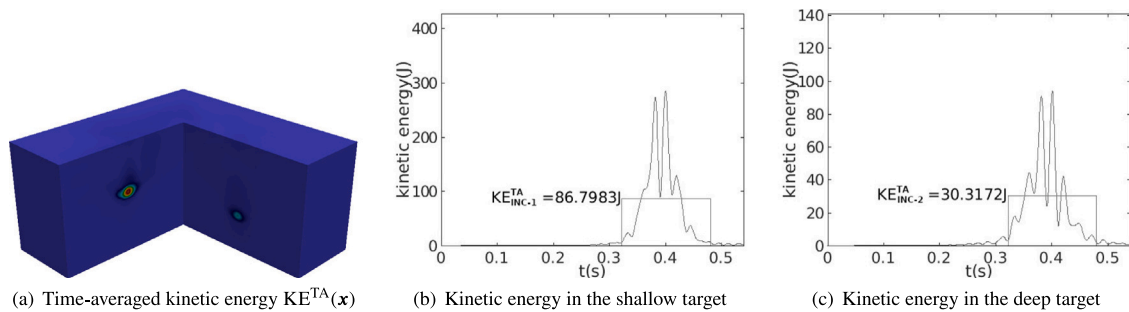 400
300
200
100
0
kinetic energy(J)
KE^TA_INC-1 =86.7983J
0 0.1 0.2 0.3 0.4 0.5
t(s)
140
120
100
80
60
40
20
0
kinetic energy(J)
KE^TA_INC-2 =30.3172J
0 0.1 0.2 0.3 0.4 0.5
t(s)
(a) Time-averaged kinetic energy KE^TA(x)
(b) Kinetic energy in the shallow target
(c) Kinetic energy in the deep target